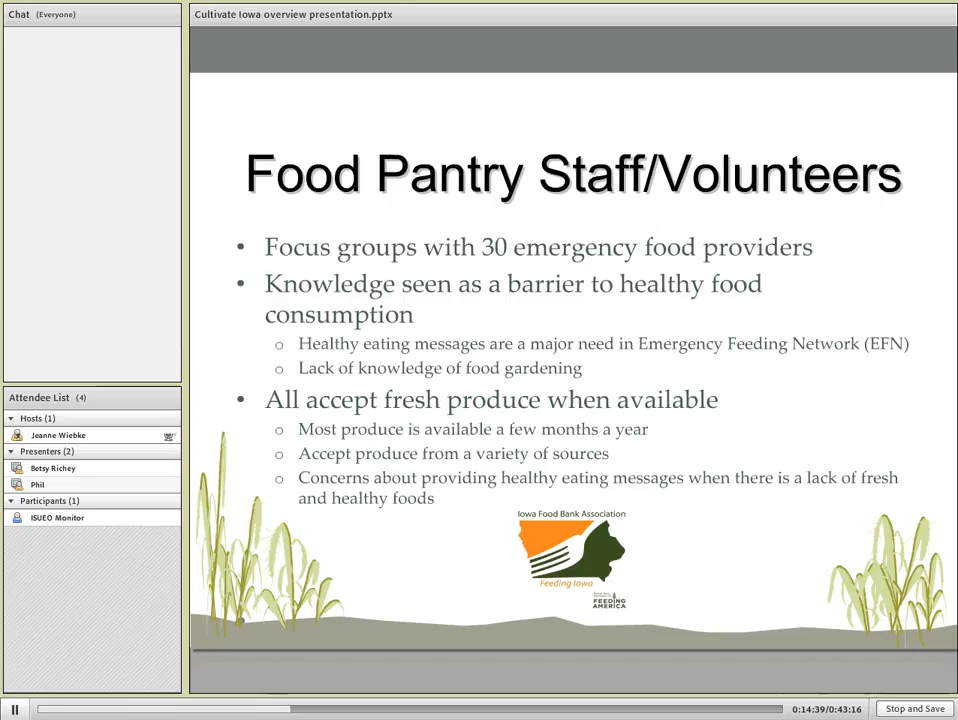 Chat (Everyone)
Cultivate Iowa overview presentation.pptx
Food Pantry Staff/Volunteers
• Focus groups with 30 emergency food providers
• Knowledge seen as a barrier to healthy food
consumption
o Healthy eating messages are a major need in Emergency Feeding Network (EFN)
o Lack of knowledge of food gardening
• All accept fresh produce when available
o Most produce is available a few months a year
o Accept produce from a variety of sources
o Concerns about providing healthy eating messages when there is a lack of fresh
and healthy foods
Iowa Food Bank Association
Feeding Iowa
FEEDING
AMERICA
Attendee List (4)
Hosts (1)
Jeanne Wiebke
Presenters (2)
Betsy Richey
Phil
Participants (1)
ISUEO Monitor
0:14:39/0:43:16
Stop and Save